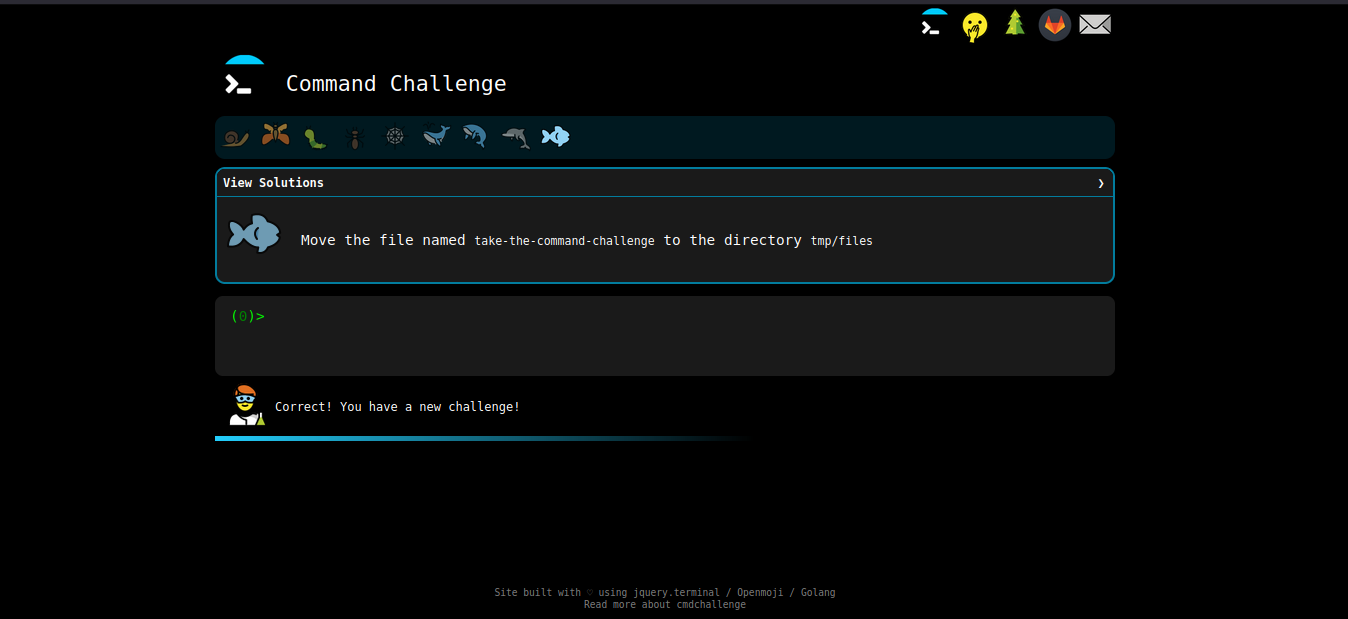 Command Challenge
View Solutions ❯
Move the file named take-the-command-challenge to the directory tmp/files
(0)>
Correct! You have a new challenge!
Site built with ♡ using jquery.terminal / Openmoji / Golang
Read more about cmdchallenge